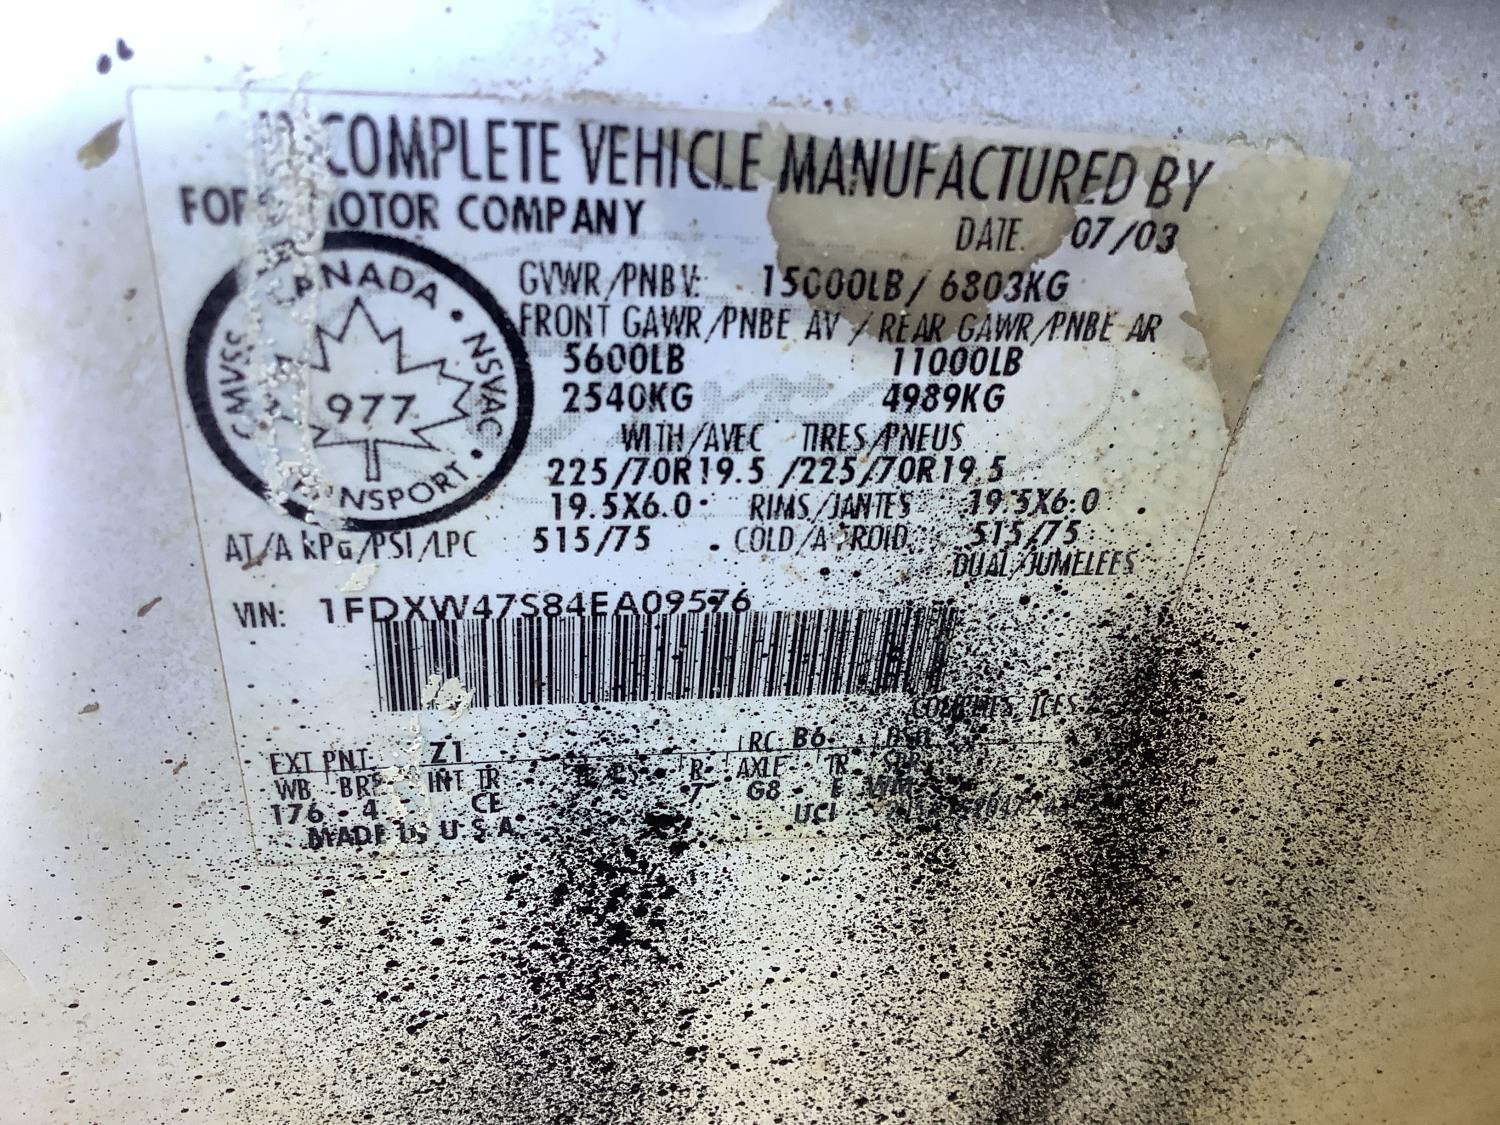 COMPLETE VEHICLE MANUFACTURED BY
MOTOR COMPANY
DATE. 07/03
GVWR/PNBV: 15000LB / 6803KG
FRONT GAWR/PNBE AV / REAR GAWR/PNBE AR
5600LB 11000LB
2540KG 4989KG
WITH/AVEC TIRES/PNEUS
225/70R19.5 /225/70R19.5
19.5X6.0 RIMS/JANTES 19.5X6.0
AT/A kPa/PSI/LPC 515/75 COLD/A FROID 515/75
DUAL/JUMELEES
CANADA • NSVAC • TRANSPORT
CMVSS
977
VIN: 1FDXW47S84EA09576
EXT PNT: Z1 RC: B6 DSO
WB BRK INT TR AXLE TR SPR
176 4 CE G8 E
MADE IN U S A UCI